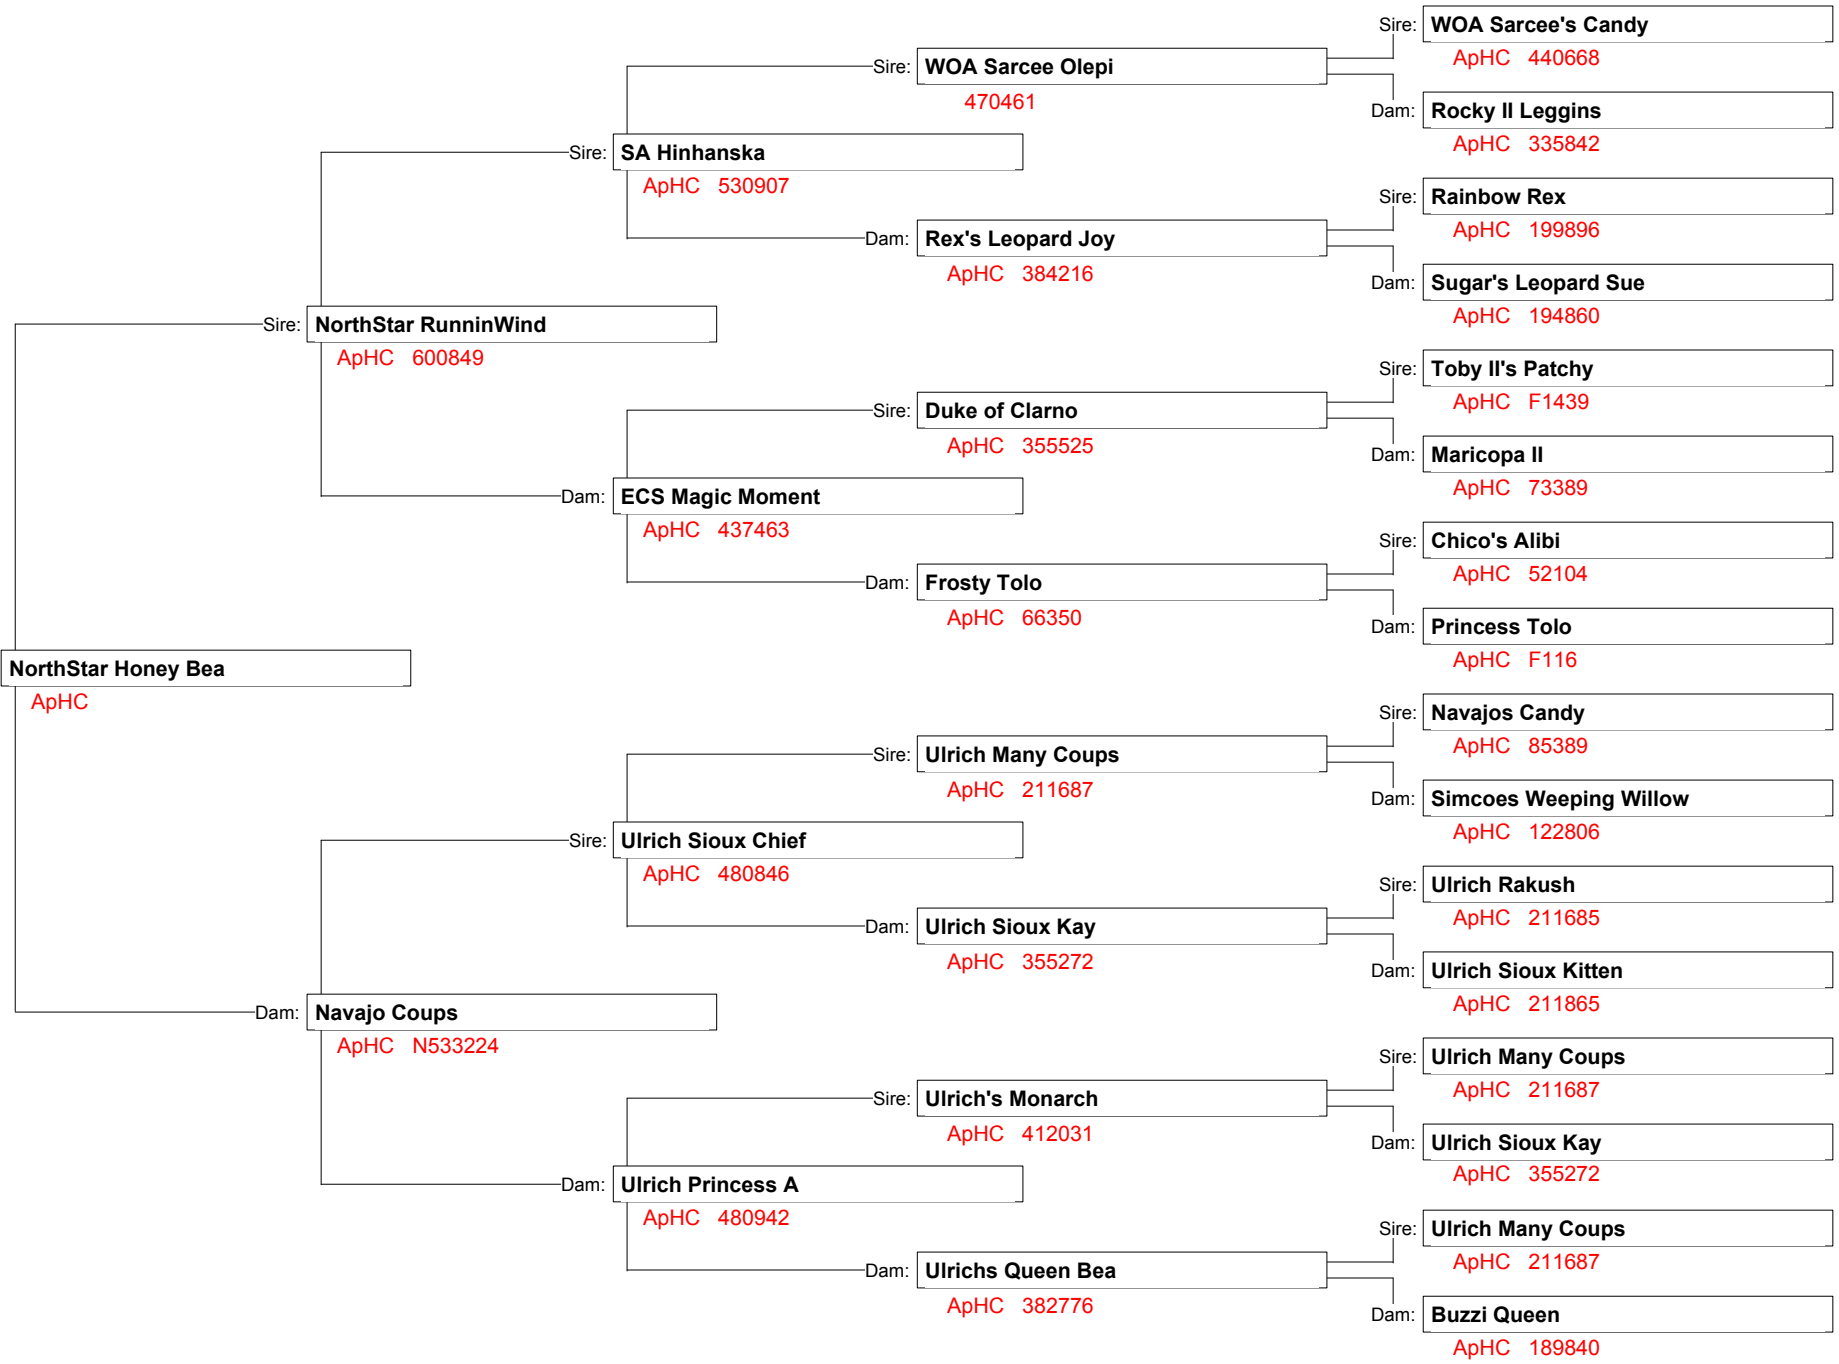 Sire: WOA Sarcee's Candy
ApHC 440668
Sire: WOA Sarcee Olepi
470461
Dam: Rocky II Leggins
ApHC 335842
Sire: SA Hinhanska
ApHC 530907
Sire: Rainbow Rex
ApHC 199896
Dam: Rex's Leopard Joy
ApHC 384216
Dam: Sugar's Leopard Sue
ApHC 194860
Sire: NorthStar RunninWind
ApHC 600849
Sire: Toby II's Patchy
ApHC F1439
Sire: Duke of Clarno
ApHC 355525
Dam: Maricopa II
ApHC 73389
Dam: ECS Magic Moment
ApHC 437463
Sire: Chico's Alibi
ApHC 52104
Dam: Frosty Tolo
ApHC 66350
Dam: Princess Tolo
ApHC F116
NorthStar Honey Bea
ApHC
Sire: Navajos Candy
ApHC 85389
Sire: Ulrich Many Coups
ApHC 211687
Dam: Simcoes Weeping Willow
ApHC 122806
Sire: Ulrich Sioux Chief
ApHC 480846
Sire: Ulrich Rakush
ApHC 211685
Dam: Ulrich Sioux Kay
ApHC 355272
Dam: Ulrich Sioux Kitten
ApHC 211865
Dam: Navajo Coups
ApHC N533224
Sire: Ulrich Many Coups
ApHC 211687
Sire: Ulrich's Monarch
ApHC 412031
Dam: Ulrich Sioux Kay
ApHC 355272
Dam: Ulrich Princess A
ApHC 480942
Sire: Ulrich Many Coups
ApHC 211687
Dam: Ulrichs Queen Bea
ApHC 382776
Dam: Buzzi Queen
ApHC 189840